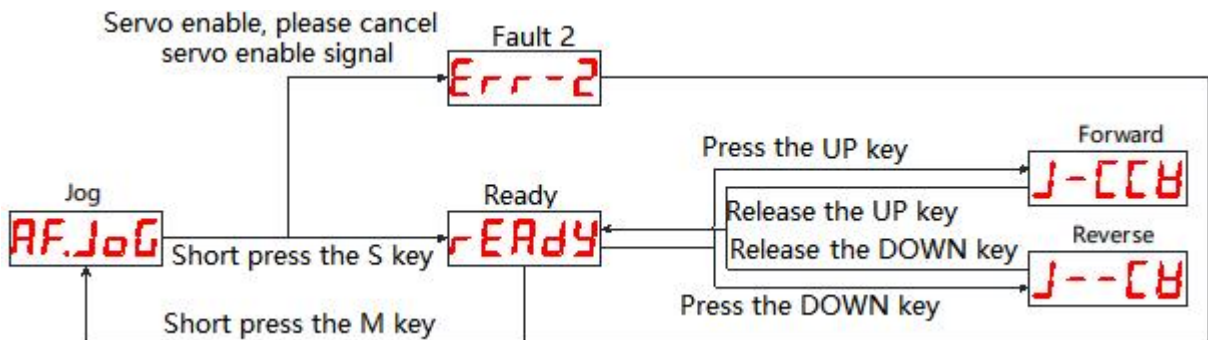 Servo enable, please cancel
servo enable signal
Fault 2
Err-2
Forward
Press the UP key
J-CCW
Jog
Ready
AF.JoG
rEAdy
Short press the S key
Release the UP key
Release the DOWN key
Reverse
J--CW
Press the DOWN key
Short press the M key